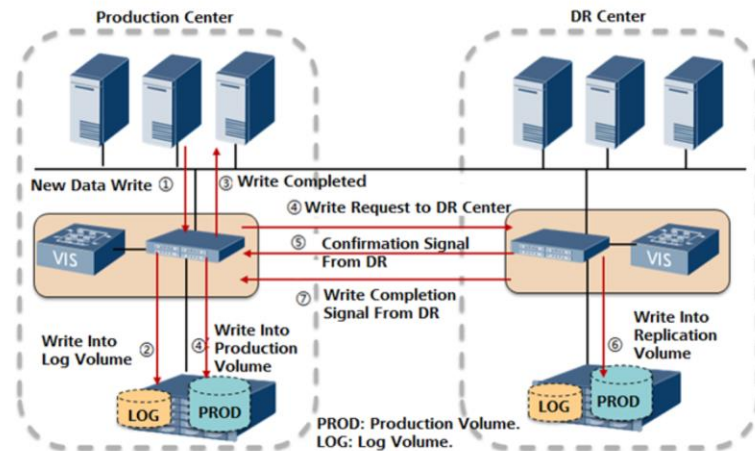 Production Center
DR Center
New Data Write ①
③ Write Completed
④ Write Request to DR Center
⑤ Confirmation Signal
From DR
⑦ Write Completion
Signal From DR
VIS
VIS
Write Into
Log Volume
②
④'
Write Into
Production
Volume
⑥
Write Into
Replication
Volume
LOG
PROD
LOG
PROD
PROD: Production Volume.
LOG: Log Volume.